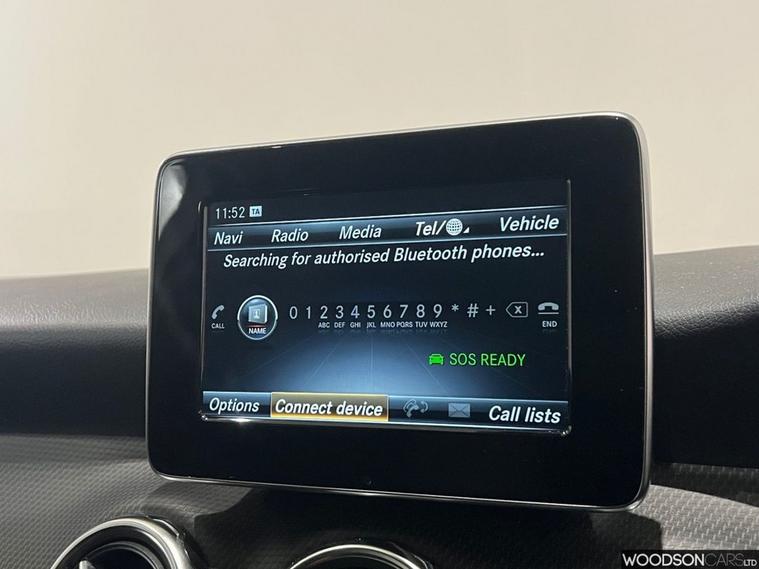 11:52 TA
Navi Radio Media Tel/ Vehicle
Searching for authorised Bluetooth phones...
CALL NAME 0 1 2 3 4 5 6 7 8 9 * # + END
ABC DEF GHI JKL MNO PQRS TUV WXYZ
SOS READY
Options Connect device Call lists
WOODSONCARSLTD